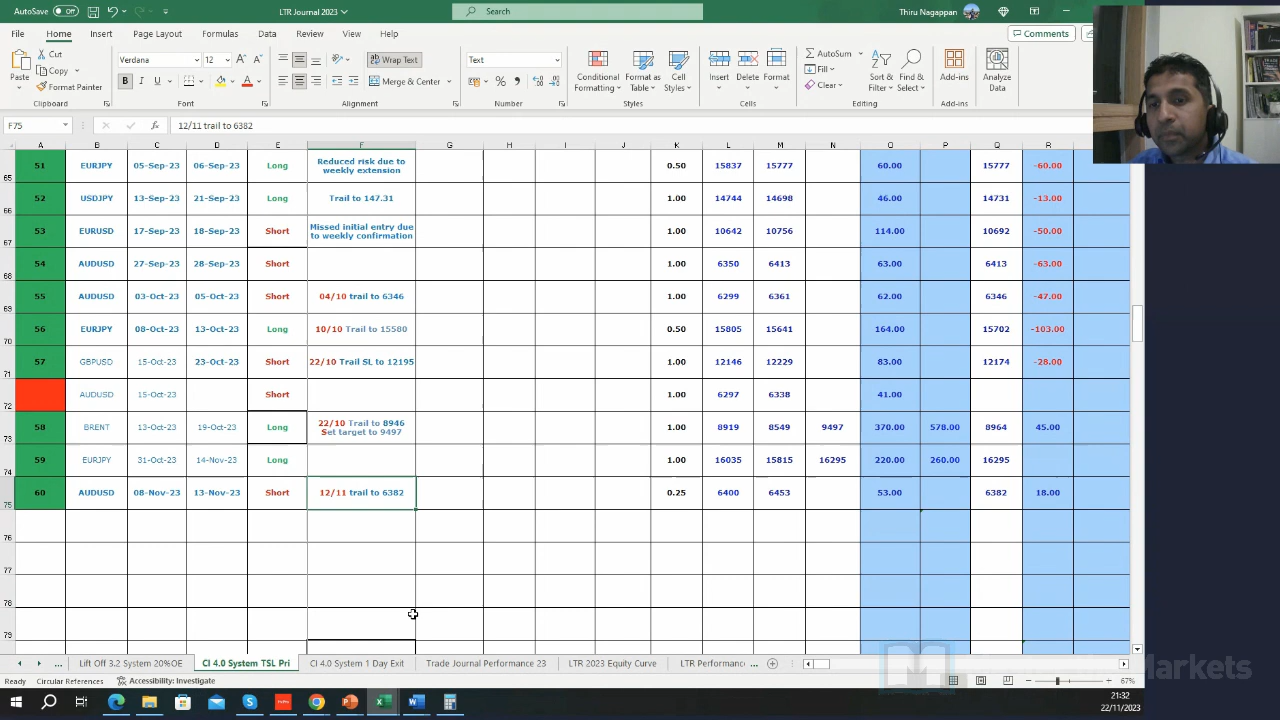 AutoSave Off LTR Journal 2023 Search Thiru Nagappan
File Home Insert Page Layout Formulas Data Review View Help Comments
Paste Cut Copy Format Painter Clipboard
Verdana 12 B I U Font
Wrap Text Merge & Center Alignment
Text % Number
Conditional Formatting Format as Table Cell Styles Styles
Insert Delete Format Cells
AutoSum Fill Clear Sort & Filter Find & Select Editing
Add-ins Add-ins
Analyze Data
F75 fx 12/11 trail to 6382
A B C D E F G H I J K L M N O P Q R
65 51 EURJPY 05-Sep-23 06-Sep-23 Long Reduced risk due to weekly extension 0.50 15837 15777 60.00 15777 -60.00
66 52 USDJPY 13-Sep-23 21-Sep-23 Long Trail to 147.31 1.00 14744 14698 46.00 14731 -13.00
67 53 EURUSD 17-Sep-23 18-Sep-23 Short Missed initial entry due to weekly confirmation 1.00 10642 10756 114.00 10692 -50.00
68 54 AUDUSD 27-Sep-23 28-Sep-23 Short 1.00 6350 6413 63.00 6413 -63.00
69 55 AUDUSD 03-Oct-23 05-Oct-23 Short 04/10 trail to 6346 1.00 6299 6361 62.00 6346 -47.00
70 56 EURJPY 08-Oct-23 13-Oct-23 Long 10/10 Trail to 15580 0.50 15805 15641 164.00 15702 -103.00
71 57 GBPUSD 15-Oct-23 23-Oct-23 Short 22/10 Trail SL to 12195 1.00 12146 12229 83.00 12174 -28.00
72 AUDUSD 15-Oct-23 Short 1.00 6297 6338 41.00
73 58 BRENT 13-Oct-23 19-Oct-23 Long 22/10 Trail to 8946 Set target to 9497 1.00 8919 8549 9497 370.00 578.00 8964 45.00
74 59 EURJPY 31-Oct-23 14-Nov-23 Long 1.00 16035 15815 16295 220.00 260.00 16295
75 60 AUDUSD 08-Nov-23 13-Nov-23 Short 12/11 trail to 6382 0.25 6400 6453 53.00 6382 18.00
76
77
78
79
... Lift Off 3.2 System 20%OE CI 4.0 System TSL Pri CI 4.0 System 1 Day Exit Trade Journal Performance 23 LTR 2023 Equity Curve LTR Performanc ...
Markets
Ready Circular References Accessibility: Investigate 67%
21:32
22/11/2023